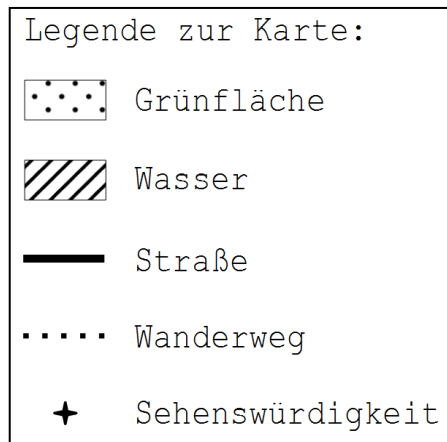 Legende zur Karte:
Grünfläche
Wasser
Straße
Wanderweg
Sehenswürdigkeit